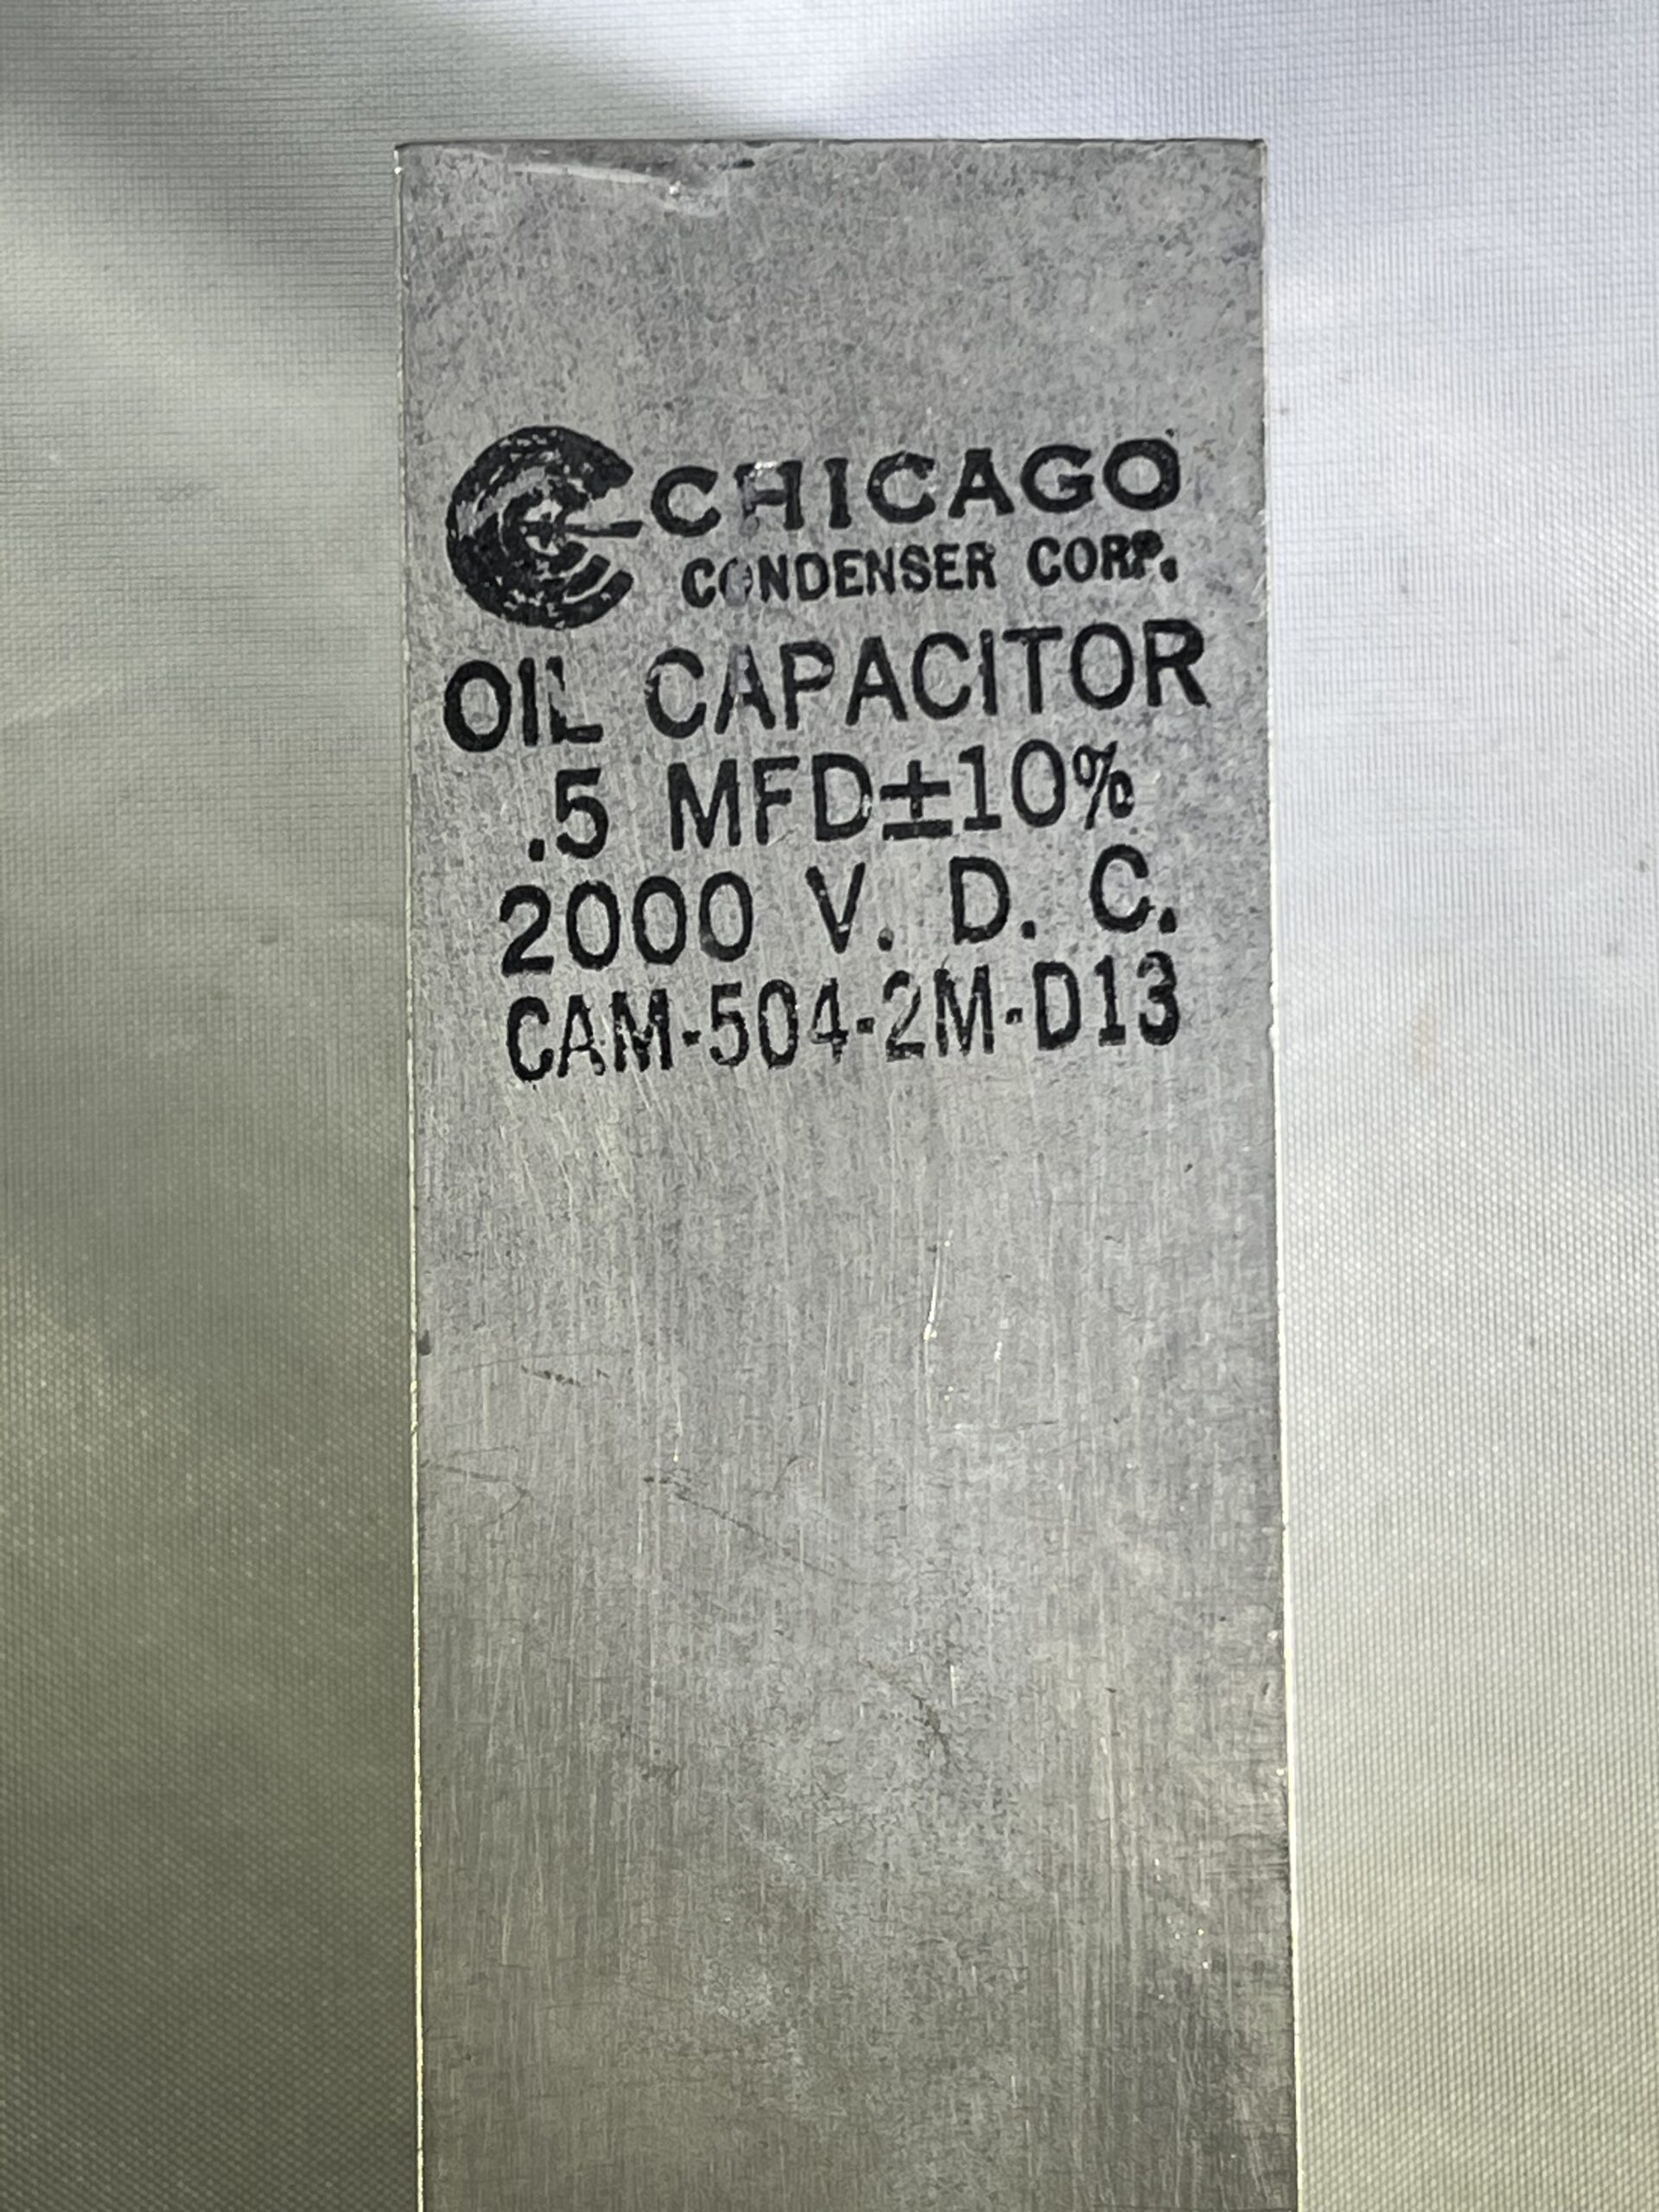 CHICAGO
CONDENSER CORP.
OIL CAPACITOR
.5 MFD±10%
2000 V. D. C.
CAM-504-2M-D13